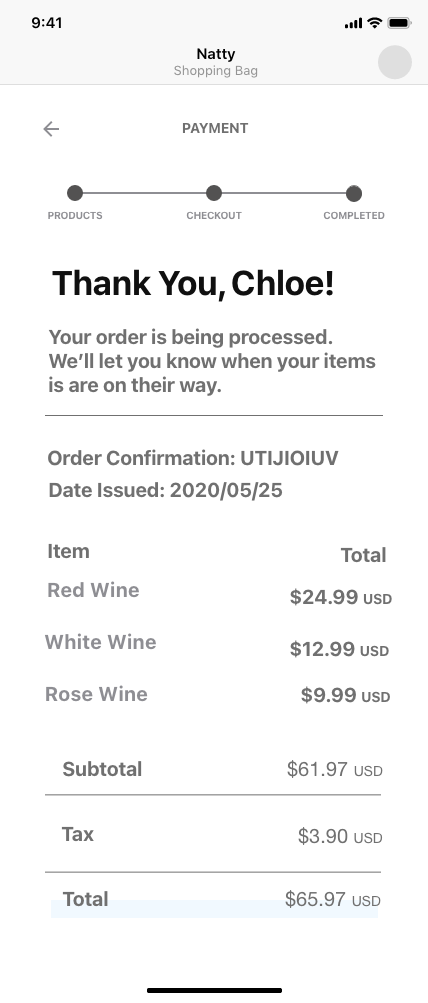 9:41
Natty
Shopping Bag
PAYMENT
PRODUCTS CHECKOUT COMPLETED
Thank You, Chloe!
Your order is being processed.
We’ll let you know when your items
is are on their way.
Order Confirmation: UTIJIOIUV
Date Issued: 2020/05/25
Item Total
Red Wine $24.99 USD
White Wine $12.99 USD
Rose Wine $9.99 USD
Subtotal $61.97 USD
Tax $3.90 USD
Total $65.97 USD